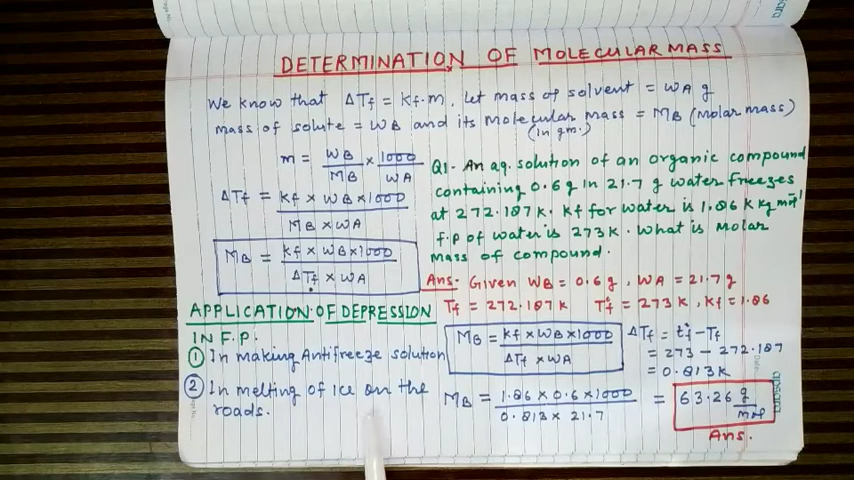 DETERMINATION OF MOLECULAR MASS
We know that ΔTf = Kf.m, Let mass of solvent = WA g
mass of solute = WB and its Molecular mass = MB (Molar mass)
(in gm.)
m = WB/MB × 1000/WA
ΔTf = Kf × WB × 1000 / MB × WA
MB = Kf × WB × 1000 / ΔTf × WA
APPLICATION OF DEPRESSION
IN F.P.
① In making Antifreeze solution
② In melting of ice on the
roads.
Q1- An aq. solution of an organic compound
containing 0.6 g in 21.7 g water freezes
at 272.187 K. Kf for water is 1.86 K kg mol⁻¹
f.p of water is 273 K. What is Molar
mass of compound.
Ans- Given WB = 0.6 g, WA = 21.7 g
Tf = 272.187 K T°f = 273 K, Kf = 1.86
MB = Kf × WB × 1000 / ΔTf × WA
ΔTf = t°f - Tf
= 273 - 272.187
= 0.813 K
MB = 1.86 × 0.6 × 1000 / 0.813 × 21.7 = 63.26 g/mol
Ans.